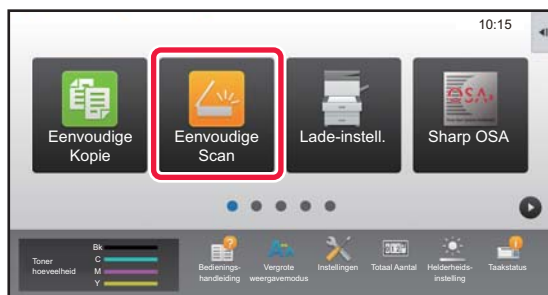 10:15
Eenvoudige
Kopie
Eenvoudige
Scan
Lade-instell.
OSA
Sharp OSA
Toner
hoeveelheid
Bk
C
M
Y
Bedienings-
handleiding
Vergrote
weergavemodus
Instellingen
Totaal Aantal
Helderheids-
instelling
Taakstatus